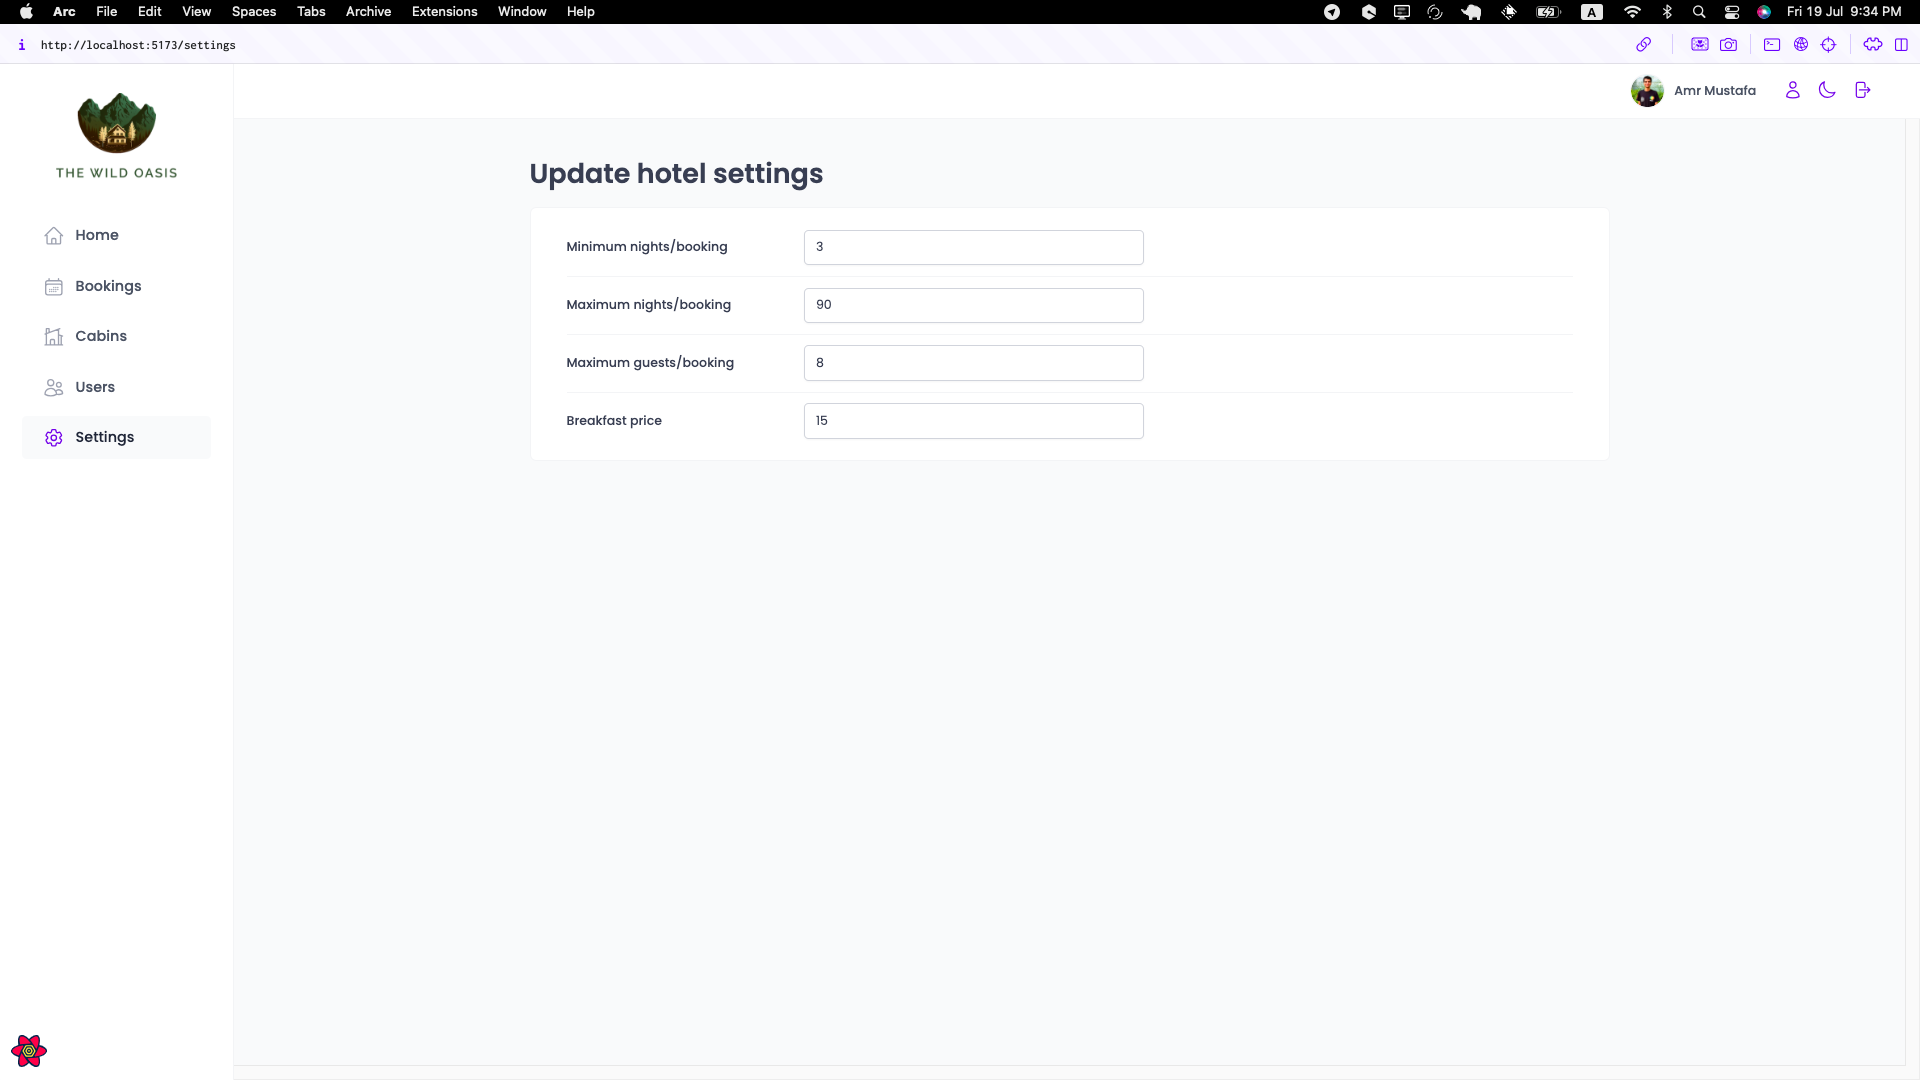 Arc File Edit View Spaces Tabs Archive Extensions Window Help A Fri 19 Jul 9:34 PM
i http://localhost:5173/settings
Amr Mustafa
THE WILD OASIS
Home
Bookings
Cabins
Users
Settings
Update hotel settings
Minimum nights/booking 3
Maximum nights/booking 90
Maximum guests/booking 8
Breakfast price 15